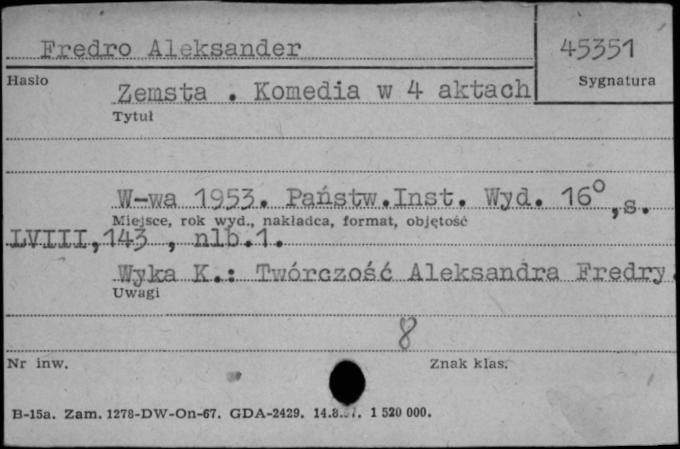 Fredro Aleksander
45351
Hasło
Sygnatura
Zemsta . Komedia w 4 aktach
Tytuł
W-wa 1953. Państw.Inst. Wyd. 16°,s.
Miejsce, rok wyd., nakładca, format, objętość
LVIII,143 , nlb.1.
Wyka K.: Twórczość Aleksandra Fredry.
Uwagi
8
Nr inw.
Znak klas.
B-15a. Zam. 1278-DW-On-67. GDA-2429. 1 520 000.